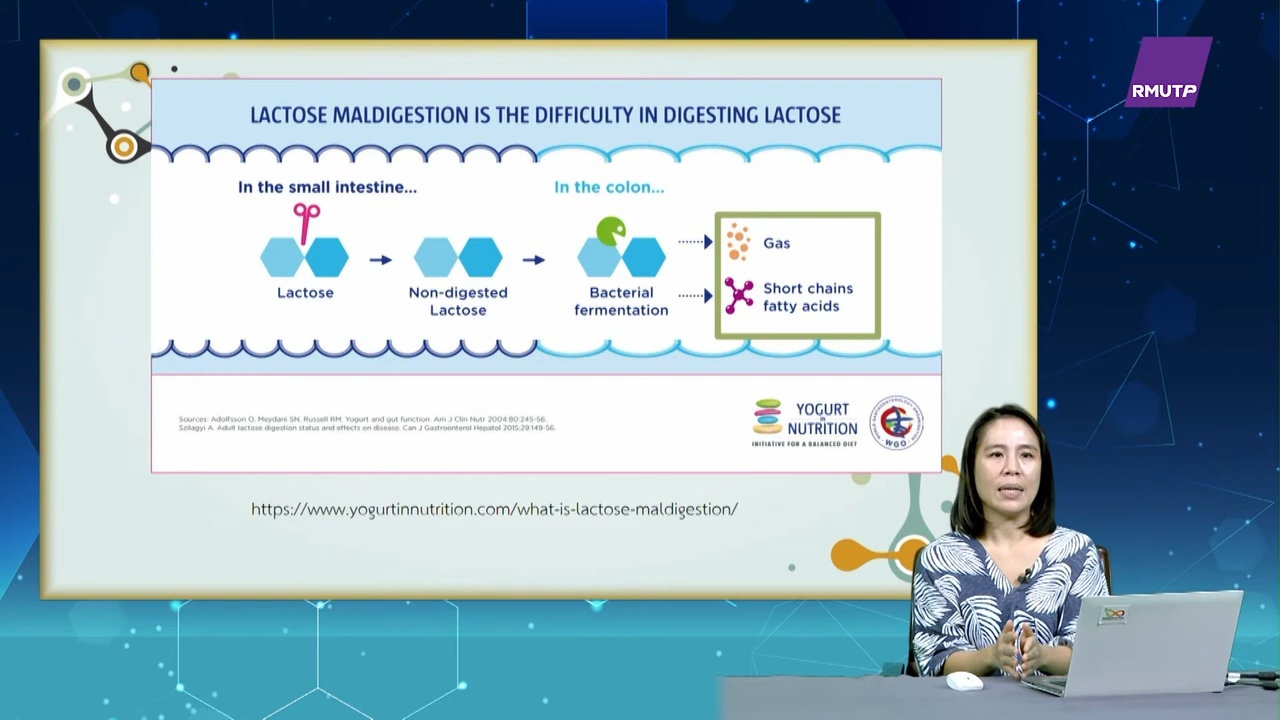 RMUTP
LACTOSE MALDIGESTION IS THE DIFFICULTY IN DIGESTING LACTOSE
In the small intestine...
In the colon...
Lactose
Non-digested
Lactose
Bacterial
fermentation
Gas
Short chains
fatty acids
Sources: Adolfsson O, Meydani SN, Russell RM. Yogurt and gut function. Am J Clin Nutr 2004;80:245-56.
Szilagyi A. Adult lactose digestion status and effects on disease. Can J Gastroenterol Hepatol 2015;29:149-56.
YOGURT
IN
NUTRITION
INITIATIVE FOR A BALANCED DIET
WGO
https://www.yogurtinnutrition.com/what-is-lactose-maldigestion/